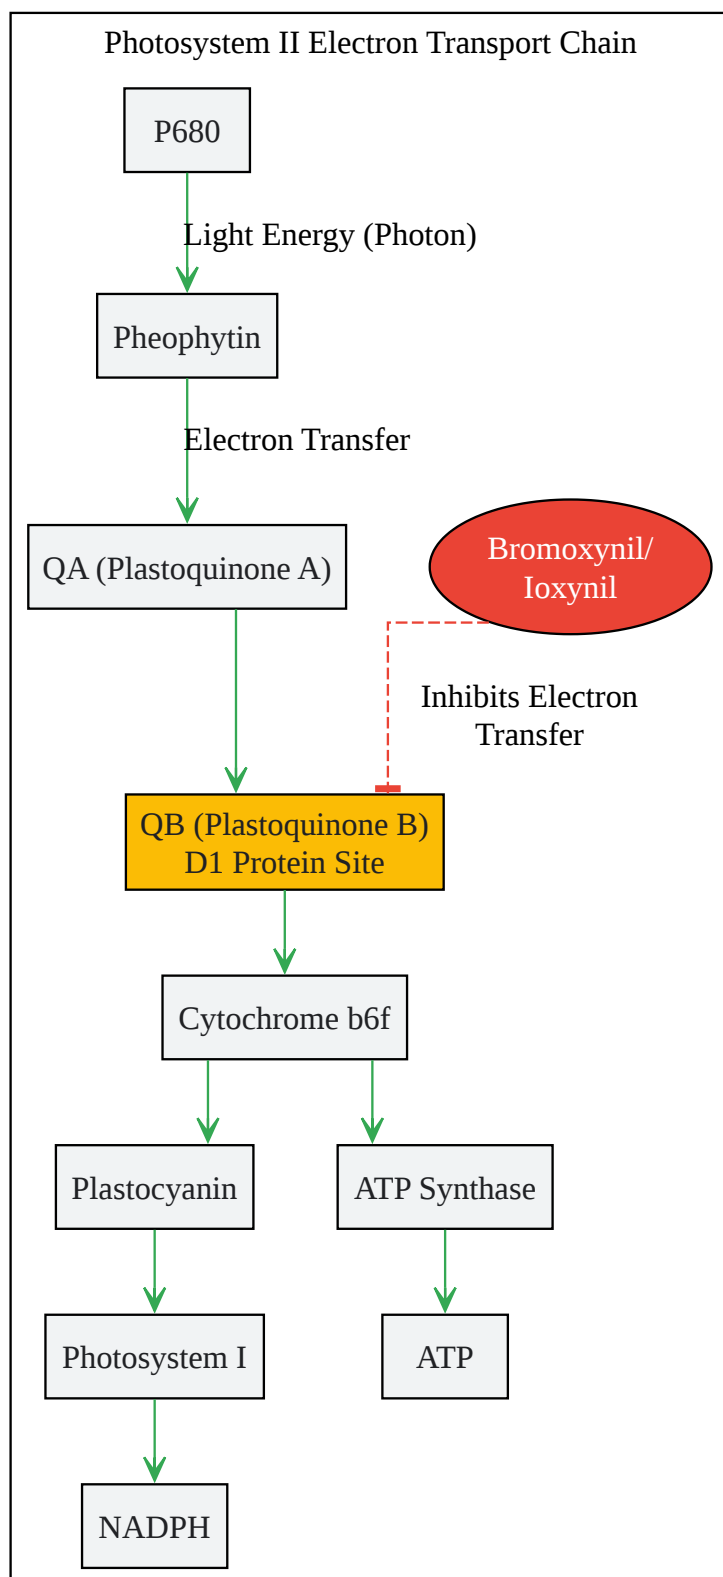 Photosystem II Electron Transport Chain
P680
Light Energy (Photon)
Pheophytin
Electron Transfer
QA (Plastoquinone A)
Bromoxynil/
Ioxynil
Inhibits Electron
Transfer
QB (Plastoquinone B)
D1 Protein Site
Cytochrome b6f
Plastocyanin
ATP Synthase
Photosystem I
ATP
NADPH